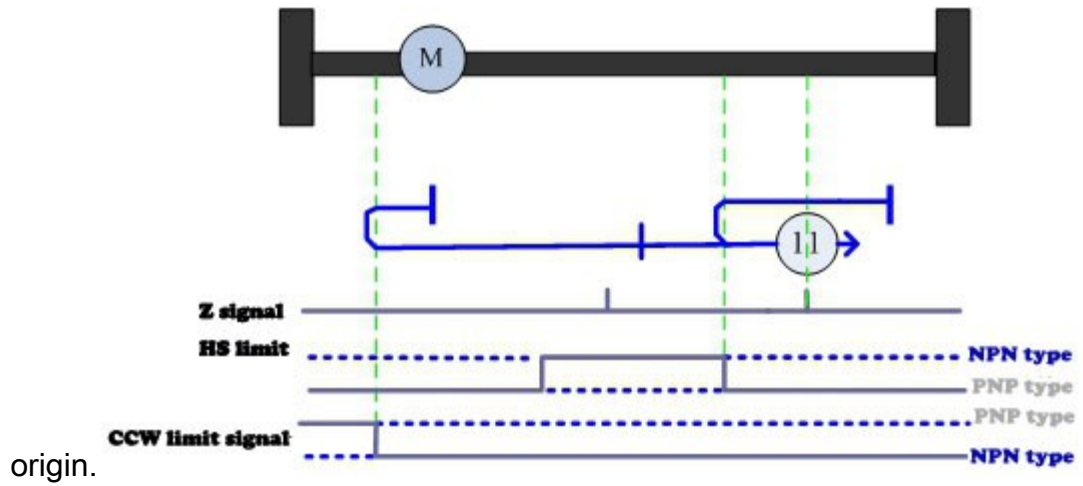 M
11
Z signal
HS limit
NPN type
PNP type
PNP type
CCW limit signal
NPN type
origin.